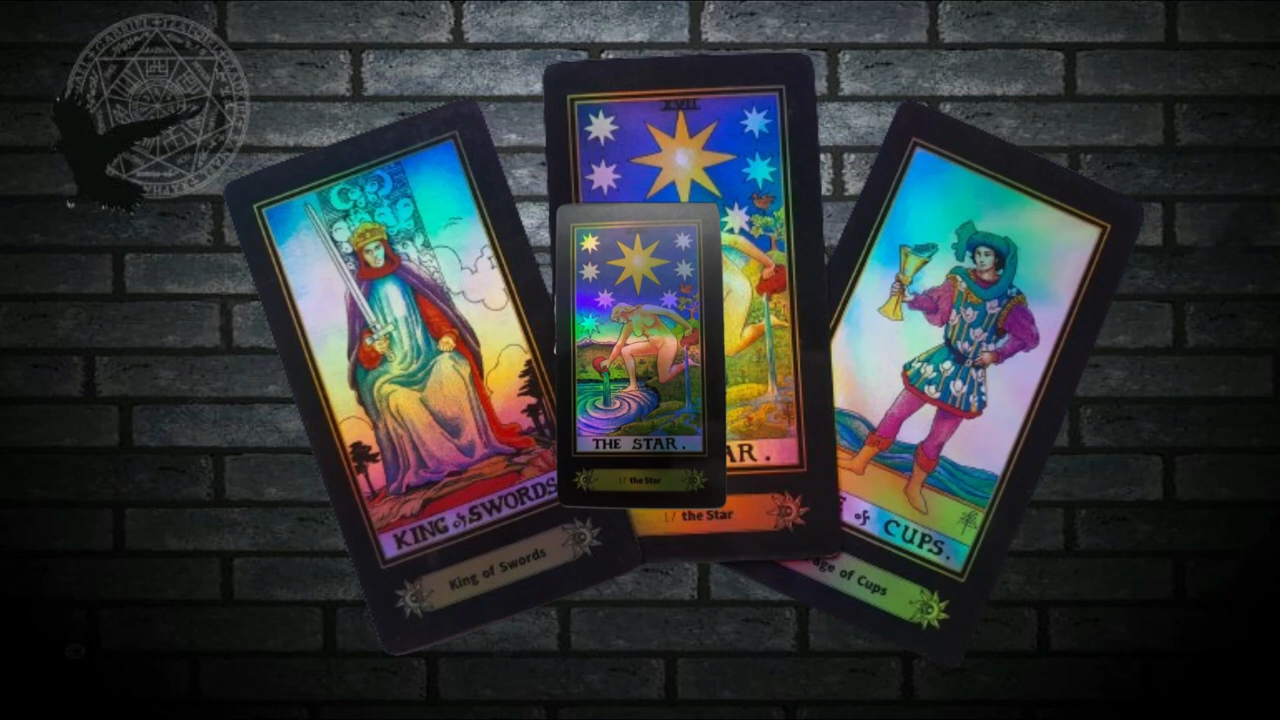 XVII
KING of SWORDS
King of Swords
THE STAR.
17 the Star
AR.
17 the Star
of CUPS.
age of Cups